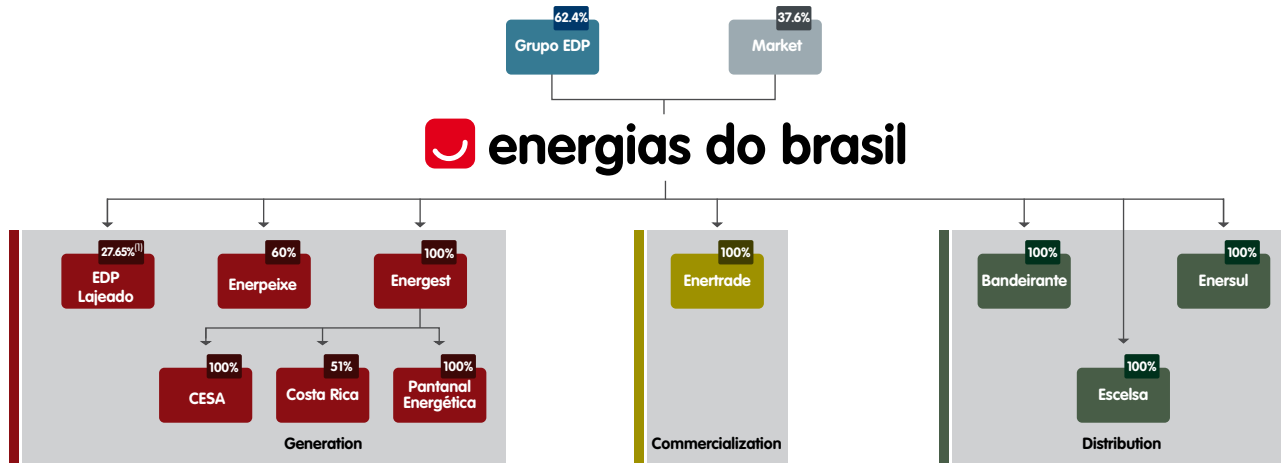 62.4%
Grupo EDP
37.6%
Market
energias do brasil
27.65%(1)
EDP
Lajeado
60%
Enerpeixe
100%
Energest
100%
CESA
51%
Costa Rica
100%
Pantanal
Energética
Generation
100%
Enertrade
Commercialization
100%
Bandeirante
100%
Enersul
100%
Escelsa
Distribution